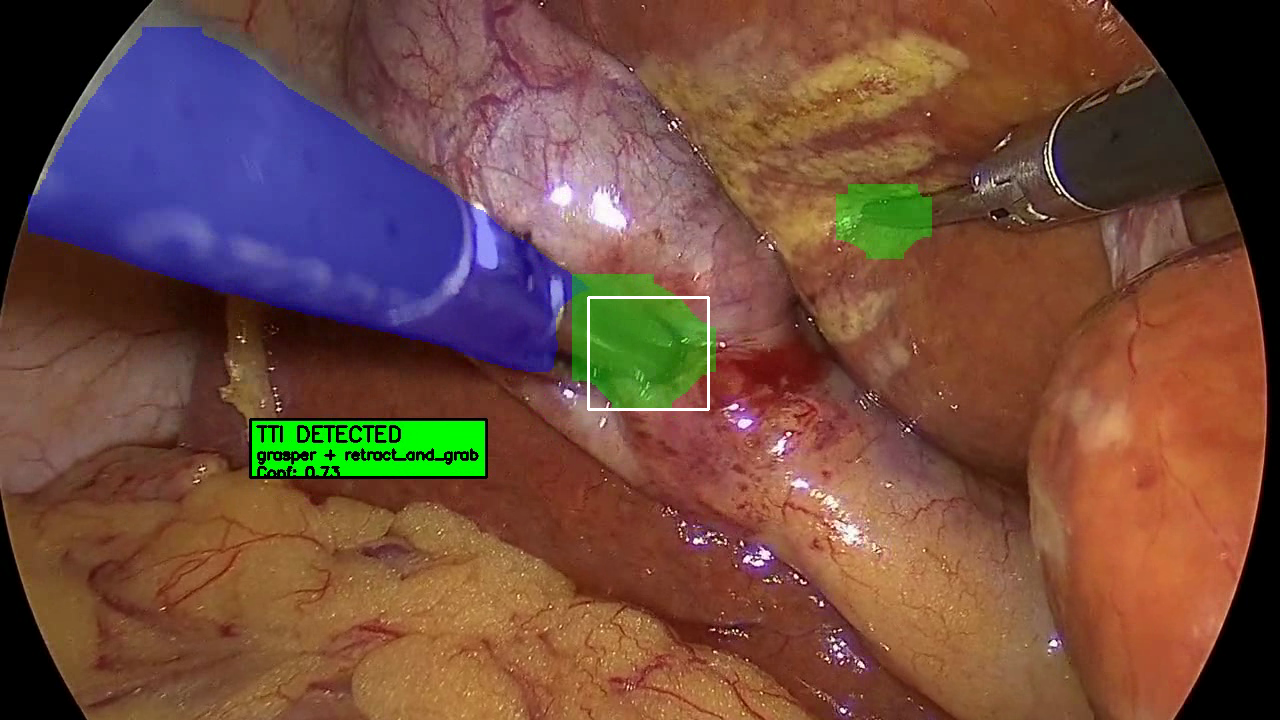 TTI DETECTED
grasper + retract_and_grab
Conf: 0.73